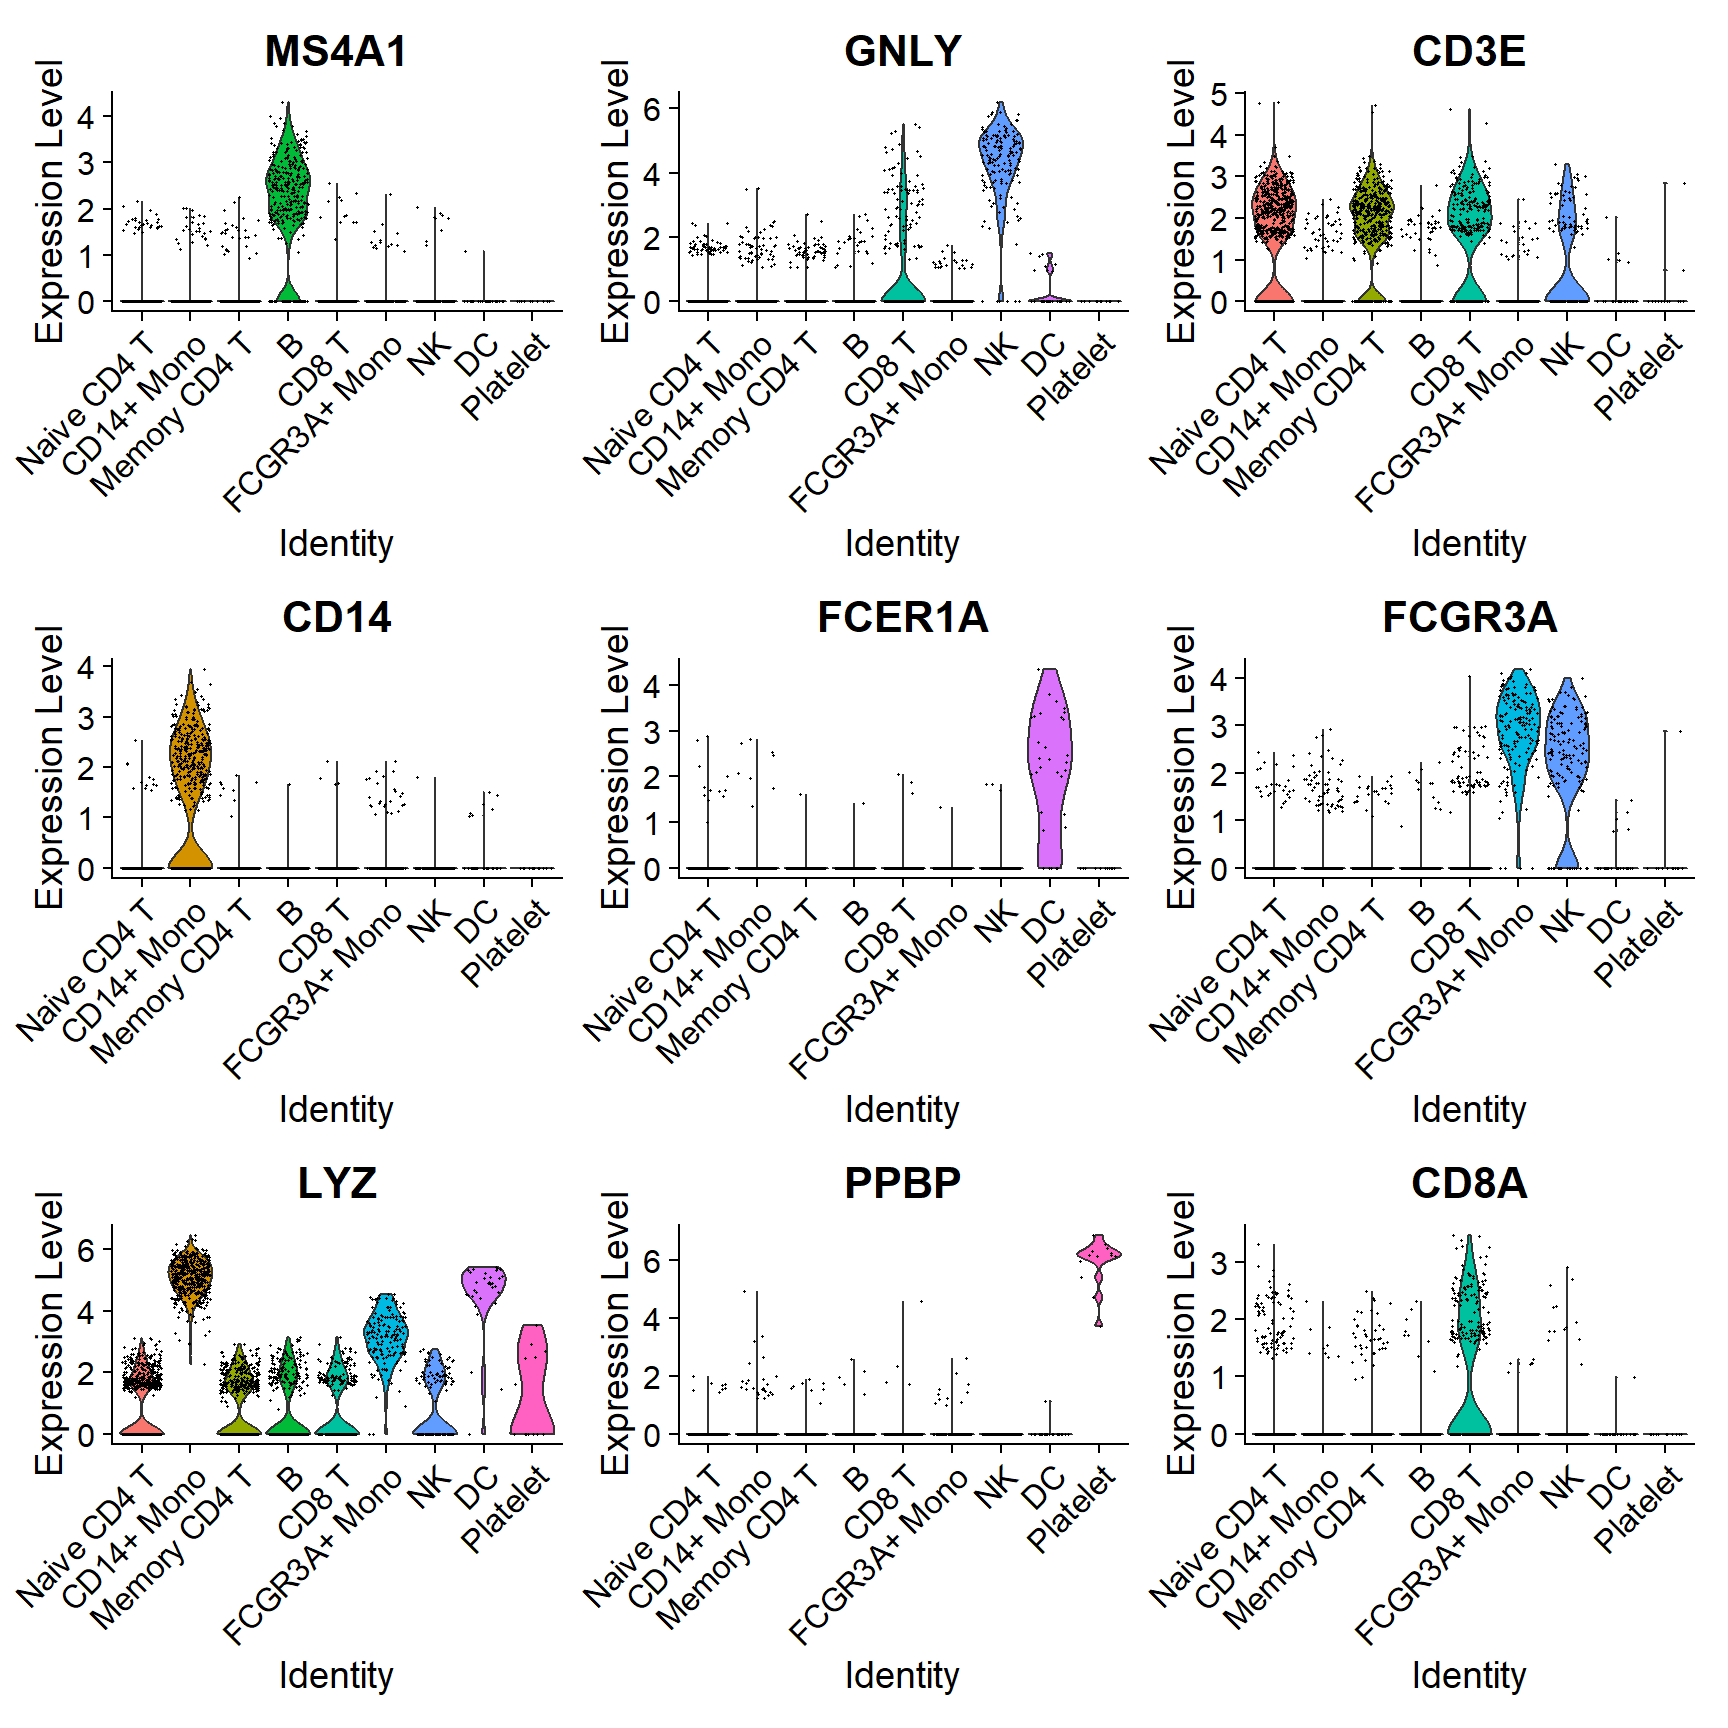 MS4A1
Expression Level
4
3
2
1
0
Naive CD4 T
CD14+ Mono
Memory CD4 T
B
CD8 T
FCGR3A+ Mono
NK
DC
Platelet
Identity
GNLY
Expression Level
6
4
2
0
Naive CD4 T
CD14+ Mono
Memory CD4 T
B
CD8 T
FCGR3A+ Mono
NK
DC
Platelet
Identity
CD3E
Expression Level
5
4
3
2
1
0
Naive CD4 T
CD14+ Mono
Memory CD4 T
B
CD8 T
FCGR3A+ Mono
NK
DC
Platelet
Identity
CD14
Expression Level
4
3
2
1
0
Naive CD4 T
CD14+ Mono
Memory CD4 T
B
CD8 T
FCGR3A+ Mono
NK
DC
Platelet
Identity
FCER1A
Expression Level
4
3
2
1
0
Naive CD4 T
CD14+ Mono
Memory CD4 T
B
CD8 T
FCGR3A+ Mono
NK
DC
Platelet
Identity
FCGR3A
Expression Level
4
3
2
1
0
Naive CD4 T
CD14+ Mono
Memory CD4 T
B
CD8 T
FCGR3A+ Mono
NK
DC
Platelet
Identity
LYZ
Expression Level
6
4
2
0
Naive CD4 T
CD14+ Mono
Memory CD4 T
B
CD8 T
FCGR3A+ Mono
NK
DC
Platelet
Identity
PPBP
Expression Level
6
4
2
0
Naive CD4 T
CD14+ Mono
Memory CD4 T
B
CD8 T
FCGR3A+ Mono
NK
DC
Platelet
Identity
CD8A
Expression Level
3
2
1
0
Naive CD4 T
CD14+ Mono
Memory CD4 T
B
CD8 T
FCGR3A+ Mono
NK
DC
Platelet
Identity